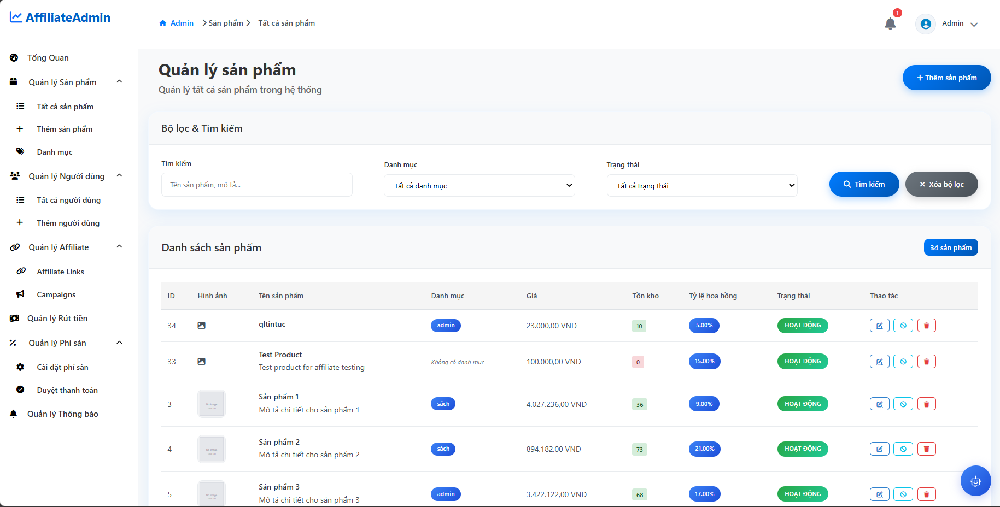 AffiliateAdmin
Admin
Sản phẩm
Tất cả sản phẩm
1
Admin
Tổng Quan
Quản lý Sản phẩm
Tất cả sản phẩm
Thêm sản phẩm
Danh mục
Quản lý Người dùng
Tất cả người dùng
Thêm người dùng
Quản lý Affiliate
Affiliate Links
Campaigns
Quản lý Rút tiền
Quản lý Phí sàn
Cài đặt phí sàn
Duyệt thanh toán
Quản lý Thông báo
Quản lý sản phẩm
Quản lý tất cả sản phẩm trong hệ thống
Thêm sản phẩm
Bộ lọc & Tìm kiếm
Tìm kiếm
Tên sản phẩm, mô tả...
Danh mục
Tất cả danh mục
Trạng thái
Tất cả trạng thái
Tìm kiếm
Xóa bộ lọc
Danh sách sản phẩm
34 sản phẩm
ID Hình ảnh Tên sản phẩm Danh mục Giá Tồn kho Tỷ lệ hoa hồng Trạng thái Thao tác
34 qltintuc admin 23.000,00 VND 10 5.00% HOẠT ĐỘNG
33 Test Product Không có danh mục 100.000,00 VND 0 15.00% HOẠT ĐỘNG
Test product for affiliate testing
3 No Image Sản phẩm 1 sách 4.027.236,00 VND 36 9.00% HOẠT ĐỘNG
Mô tả chi tiết cho sản phẩm 1
4 No Image Sản phẩm 2 sách 894.182,00 VND 73 21.00% HOẠT ĐỘNG
Mô tả chi tiết cho sản phẩm 2
5 No Image Sản phẩm 3 admin 3.422.122,00 VND 68 17.00% HOẠT ĐỘNG
Mô tả chi tiết cho sản phẩm 3